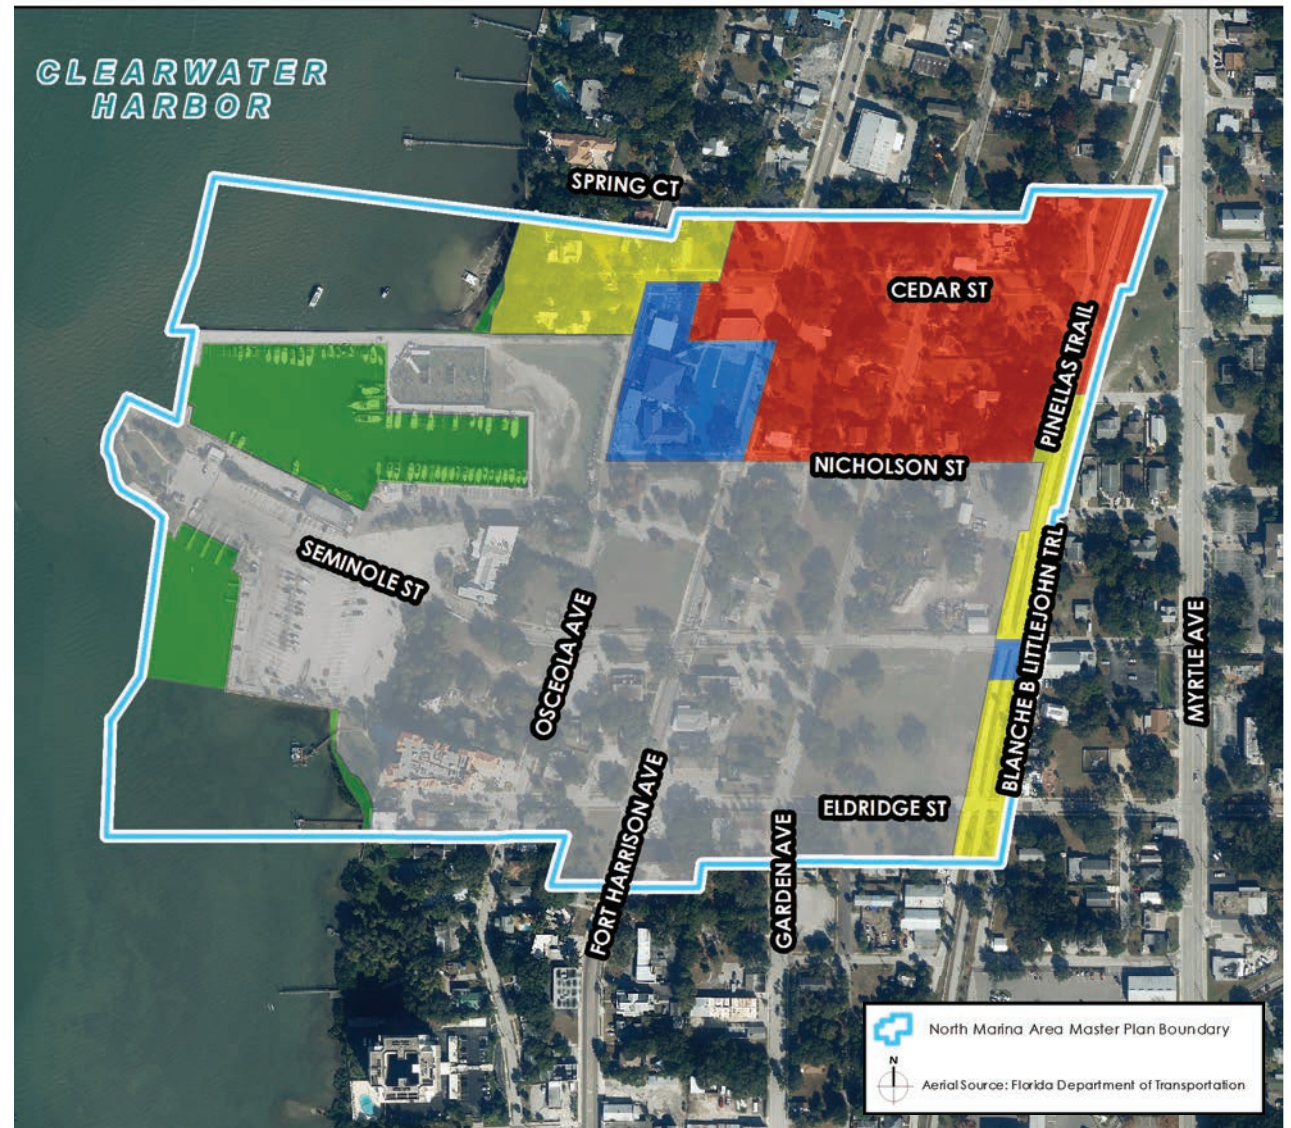 CLEARWATER
HARBOR
SPRING CT
CEDAR ST
PINELLAS TRAIL
NICHOLSON ST
SEMINOLE ST
OSCEOLA AVE
BLANCHE B LITTLEJOHN TRL
MYRTLE AVE
FORT HARRISON AVE
GARDEN AVE
ELDRIDGE ST
North Marina Area Master Plan Boundary
N
Aerial Source: Florida Department of Transportation